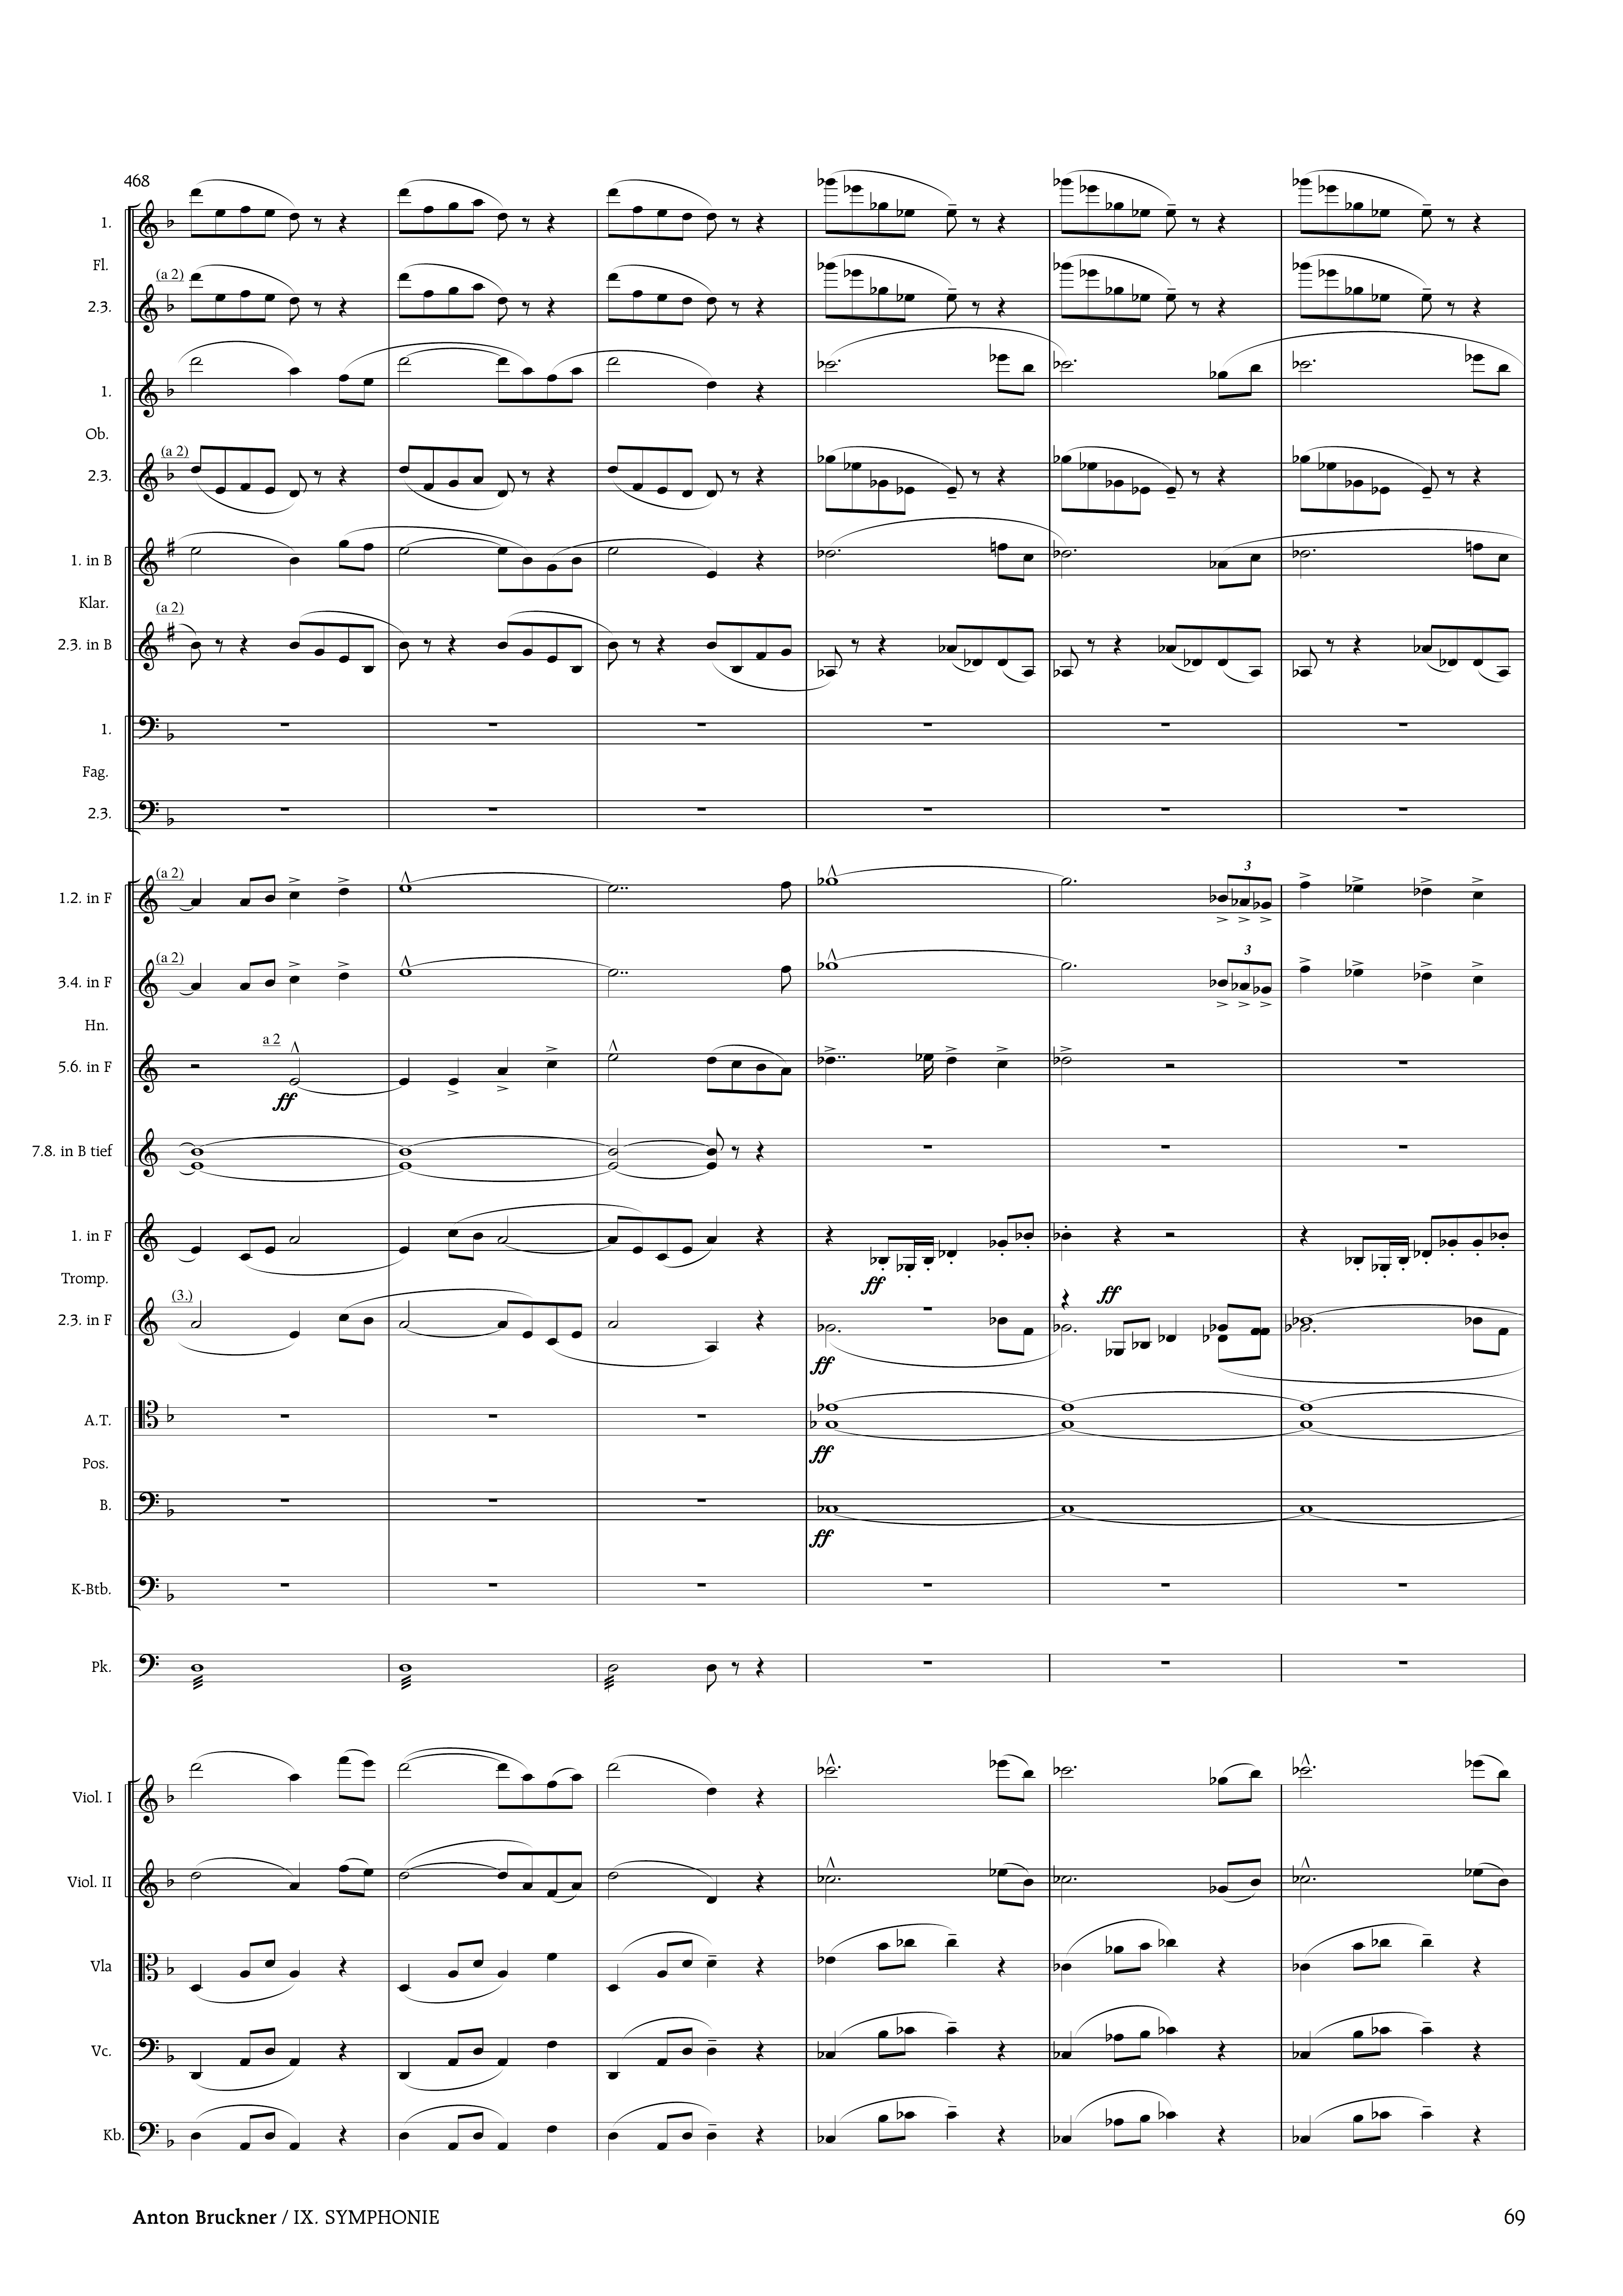 468
1.
Fl.
(a 2)
2.3.
1.
Ob.
(a 2)
2.3.
1. in B
Klar.
(a 2)
2.3. in B
1.
Fag.
2.3.
(a 2)
1.2. in F
3
(a 2)
3.4. in F
3
Hn.
a 2
5.6. in F
ff
7.8. in B tief
1. in F
ff
Tromp.
(3.)
ff
2.3. in F
ff
A.T.
ff
Pos.
B.
ff
K-Btb.
Pk.
Viol. I
Viol. II
Vla
Vc.
Kb.
Anton Bruckner / IX. SYMPHONIE
69